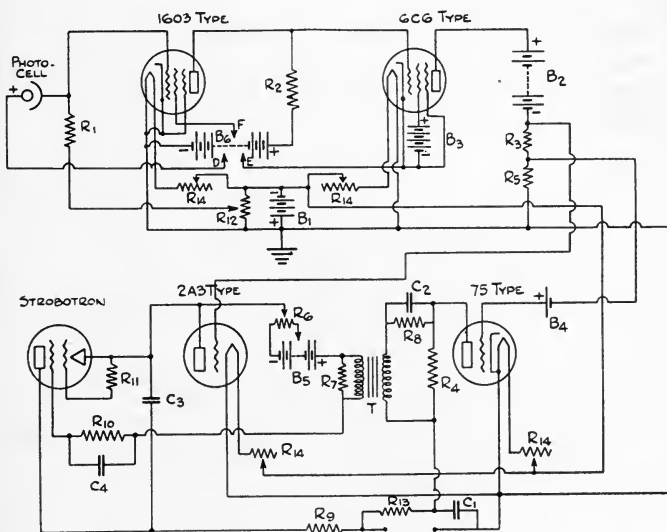 1603 TYPE
6C6 TYPE
PHOTO-
CELL
+
R1
R2
F
B6
-
+
D
E
+
B3
-
+
B2
-
R3
R5
R14
R12
-
B1
+
R14
STROBOTRON
2A3 TYPE
75 TYPE
C2
R6
R8
+
B4
R11
-
B5
+
R7
T
R4
C3
R10
C4
R14
R14
R9
R13
C1